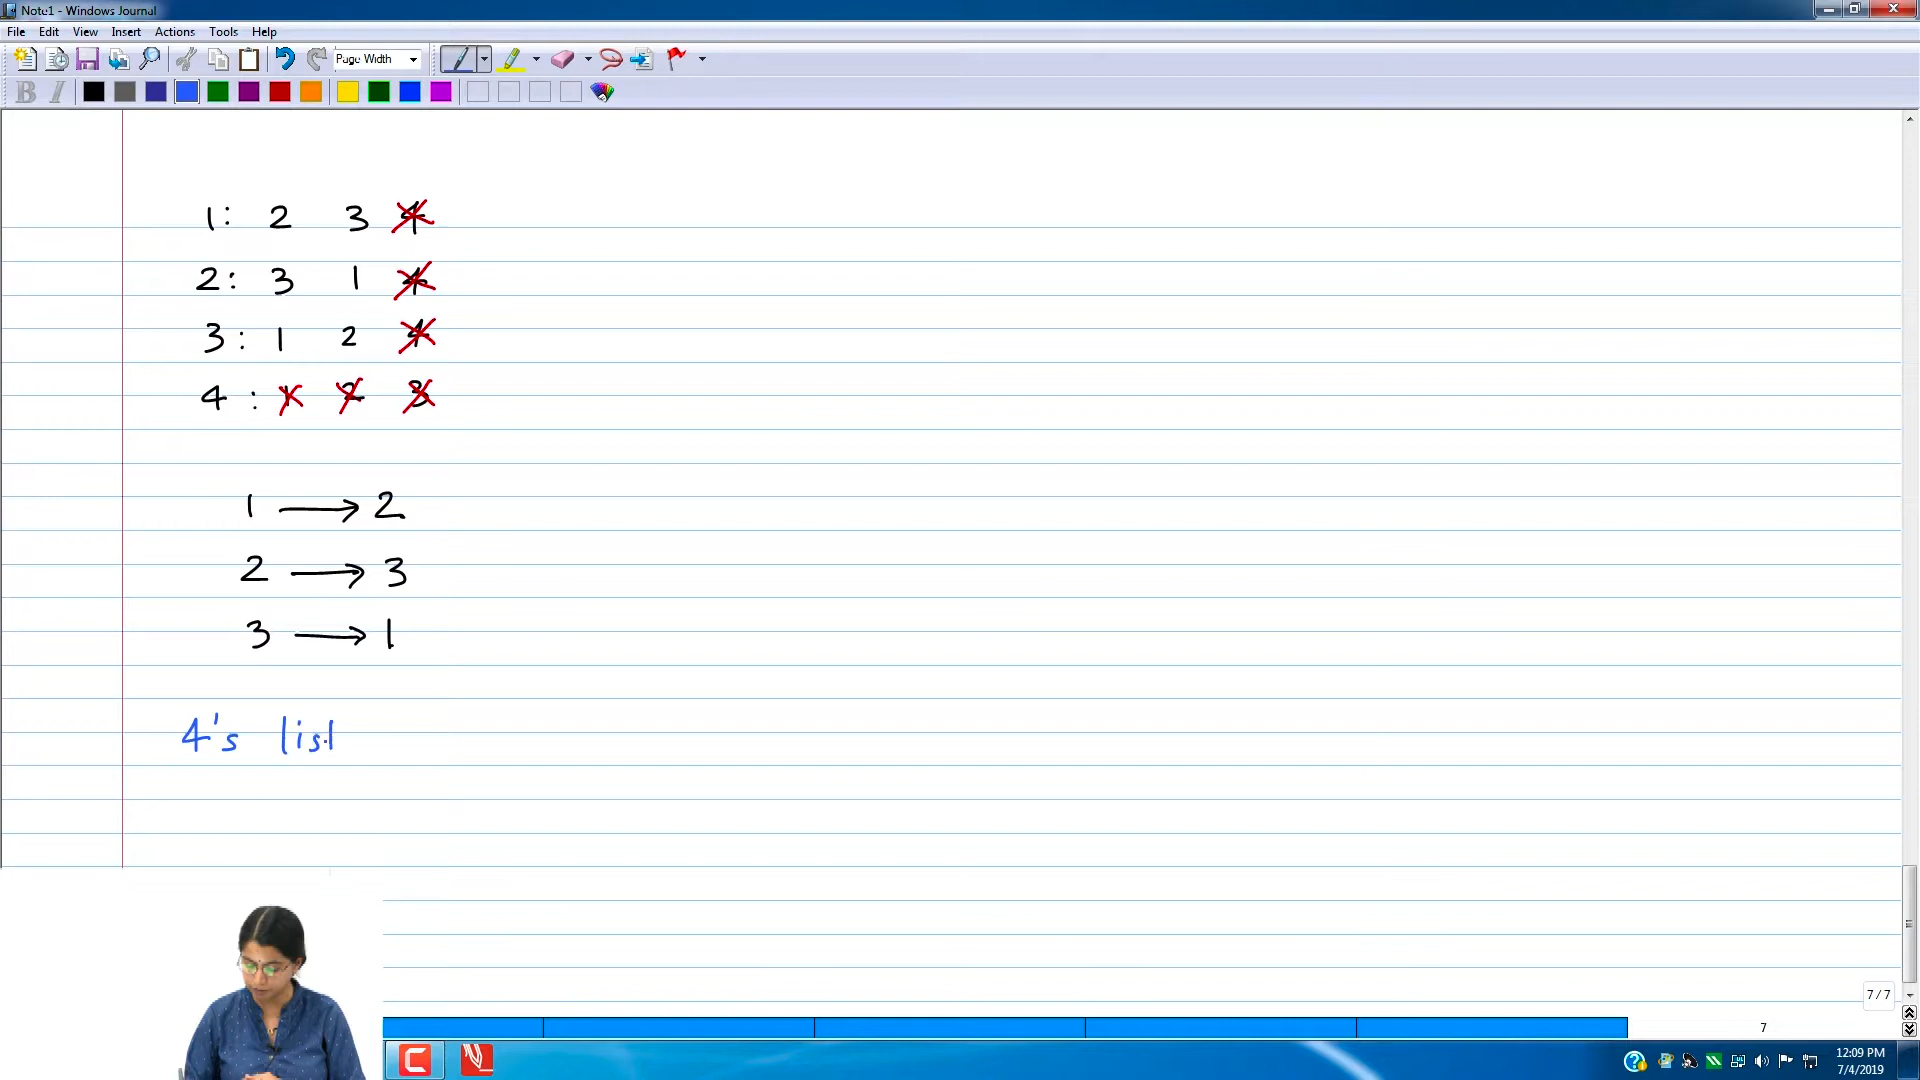 Note1 - Windows Journal
File Edit View Insert Actions Tools Help
Page Width
B I
1: 2 3 4
2: 3 1 4
3: 1 2 4
4: 1 2 3
1 → 2
2 → 3
3 → 1
4's list
7 / 7
7
12:09 PM
7/4/2019